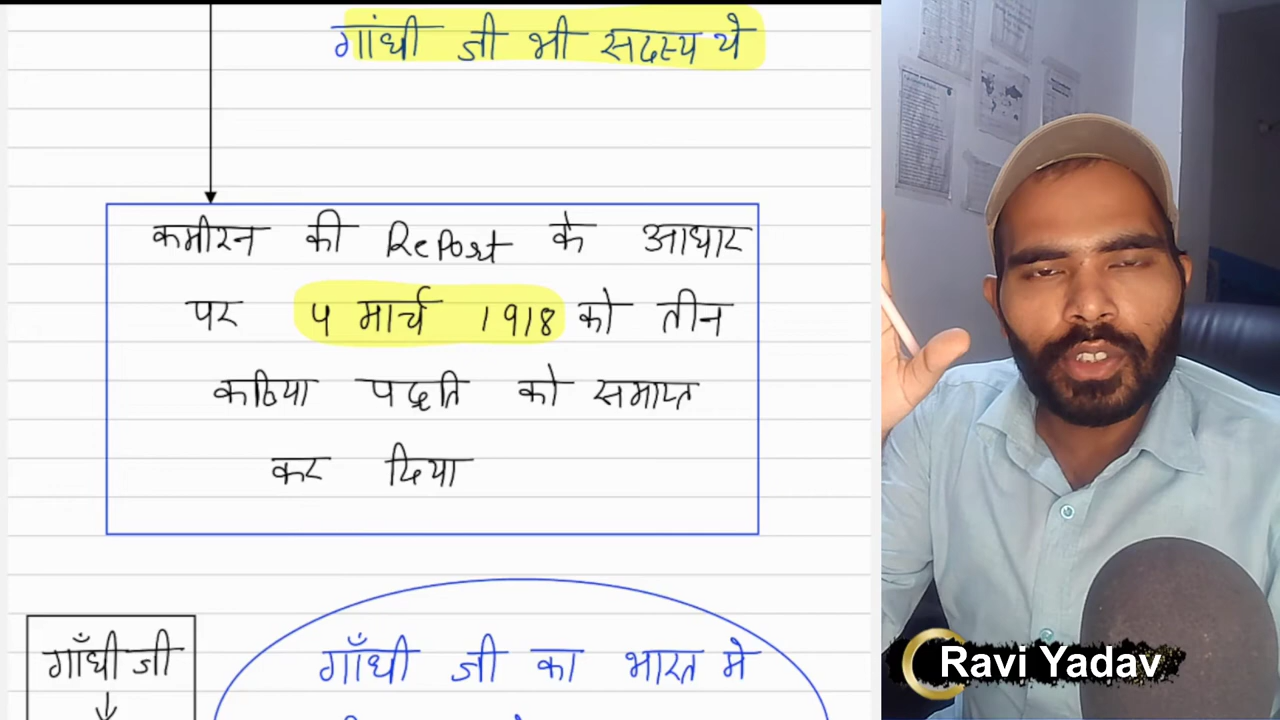 गांधी जी भी सदस्य थे
कमीशन की RePort के आधार
पर 4 मार्च 1918 को तीन
कठिया पद्धति को समाप्त
कर दिया
गाँधी जी
गाँधी जी का भारत मे
Ravi Yadav